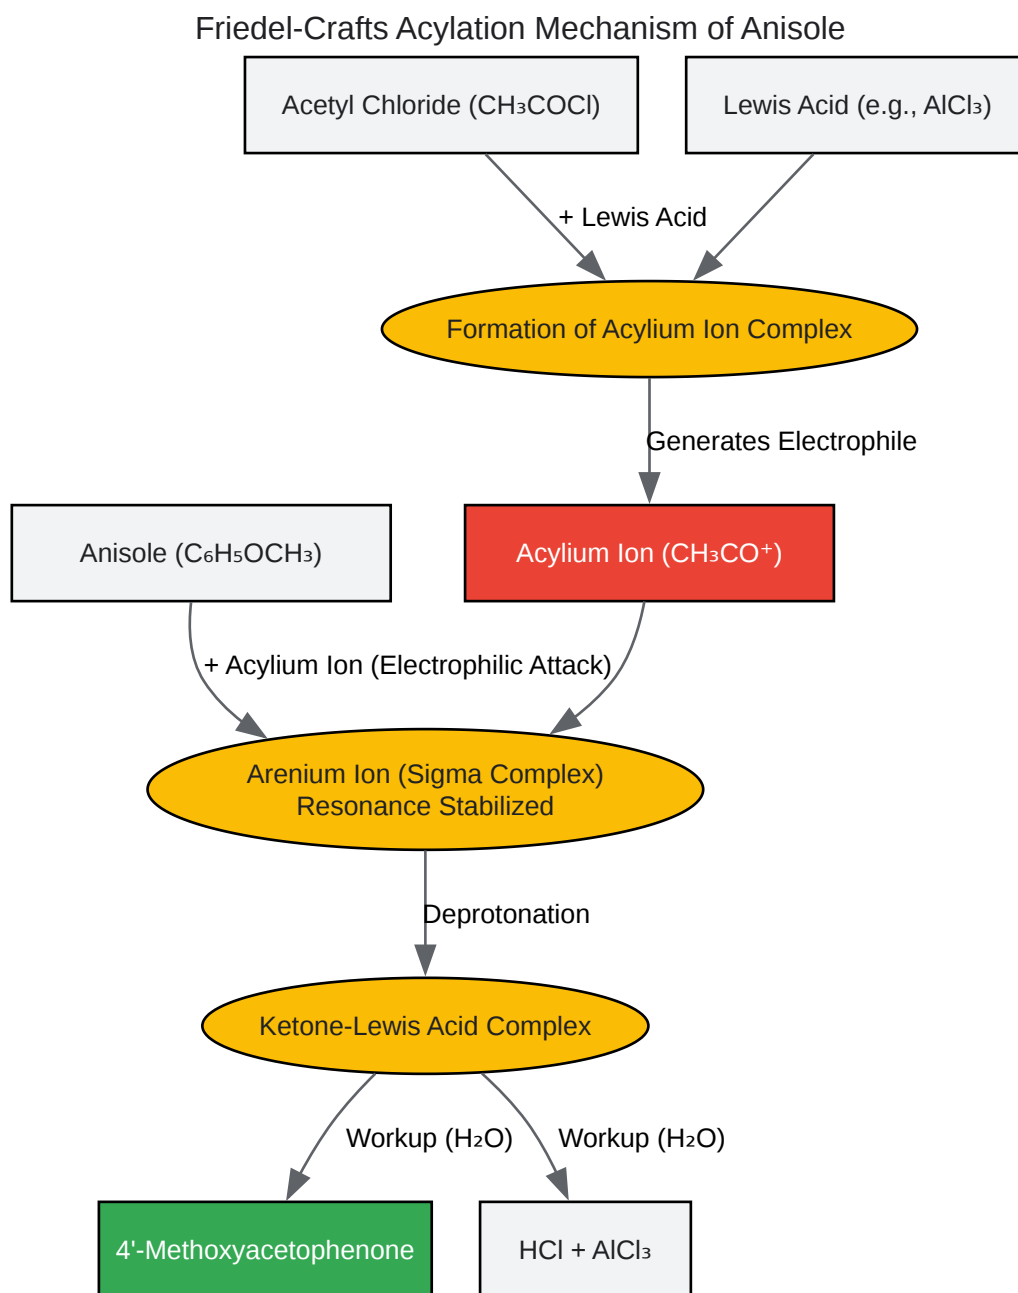 Friedel-Crafts Acylation Mechanism of Anisole
Acetyl Chloride (CH₃COCl)
Lewis Acid (e.g., AlCl₃)
+ Lewis Acid
Formation of Acylium Ion Complex
Generates Electrophile
Anisole (C₆H₅OCH₃)
Acylium Ion (CH₃CO⁺)
+ Acylium Ion (Electrophilic Attack)
Arenium Ion (Sigma Complex)
Resonance Stabilized
Deprotonation
Ketone-Lewis Acid Complex
Workup (H₂O)
Workup (H₂O)
4'-Methoxyacetophenone
HCl + AlCl₃